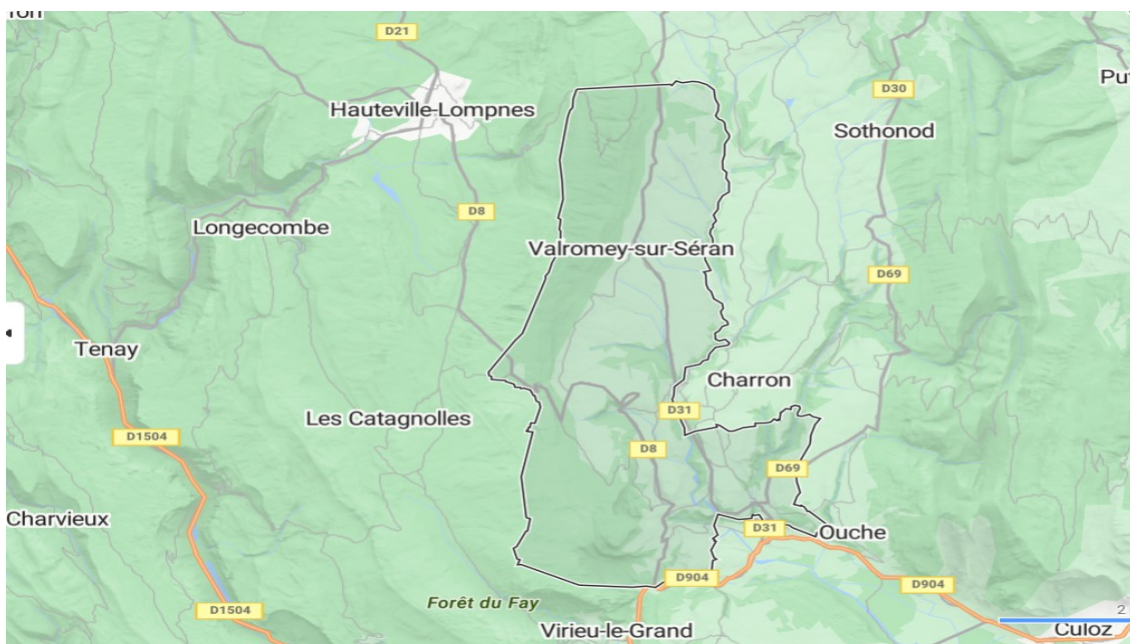 D21
Hauteville-Lompnes
D30
Sothonod
D8
Longecombe
Valromey-sur-Séran
D69
Tenay
Charron
Les Catagnolles
D31
D1504
D8
D69
Charvieux
D31
Ouche
D904
D904
Forêt du Fay
D1504
2
Virieu-le-Grand
Culoz